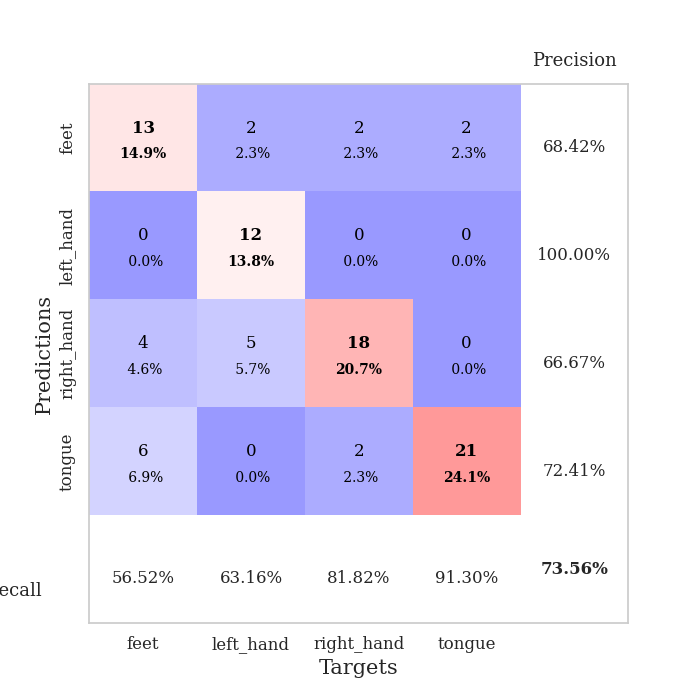 Precision
feet
13 2 2 2
14.9% 2.3% 2.3% 2.3%
68.42%
left_hand
0 12 0 0
0.0% 13.8% 0.0% 0.0%
100.00%
Predictions
right_hand
4 5 18 0
4.6% 5.7% 20.7% 0.0%
66.67%
tongue
6 0 2 21
6.9% 0.0% 2.3% 24.1%
72.41%
ecall
56.52% 63.16% 81.82% 91.30% 73.56%
feet left_hand right_hand tongue
Targets